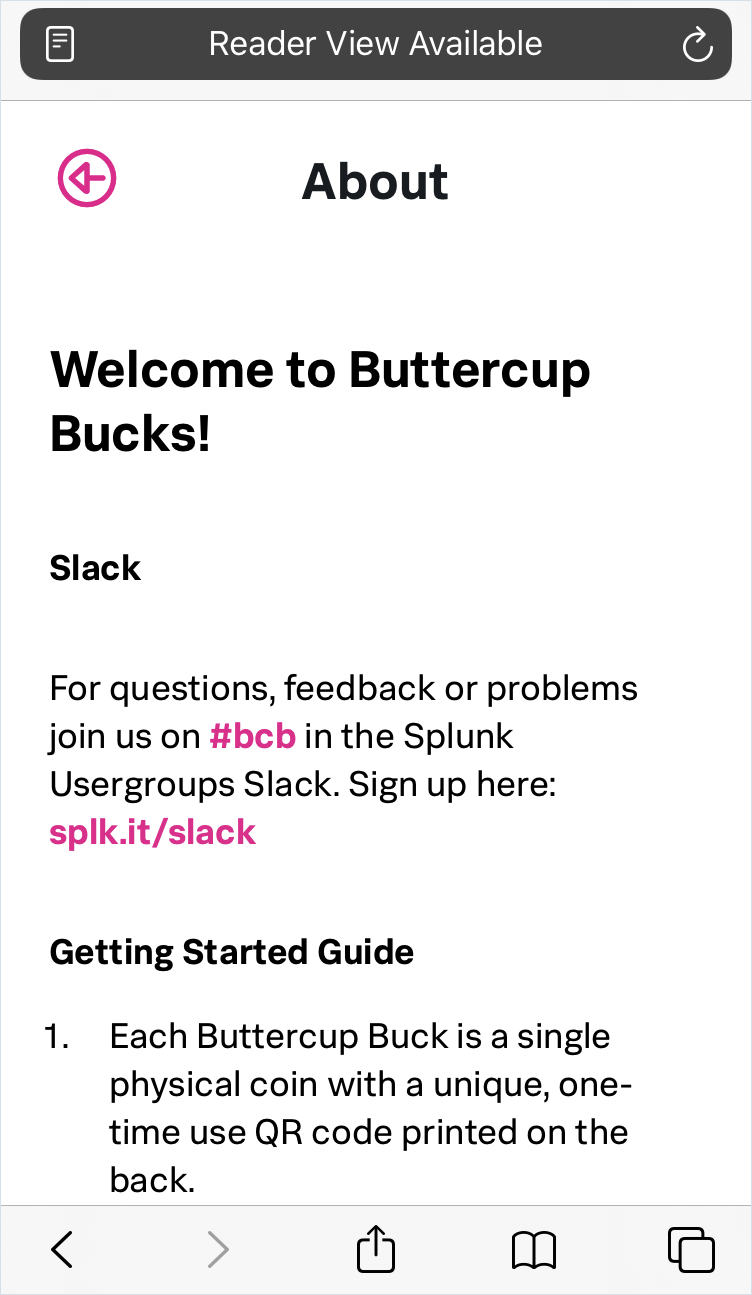 Reader View Available
About
Welcome to Buttercup
Bucks!
Slack
For questions, feedback or problems
join us on #bcb in the Splunk
Usergroups Slack. Sign up here:
splk.it/slack
Getting Started Guide
1. Each Buttercup Buck is a single
physical coin with a unique, one-
time use QR code printed on the
back.